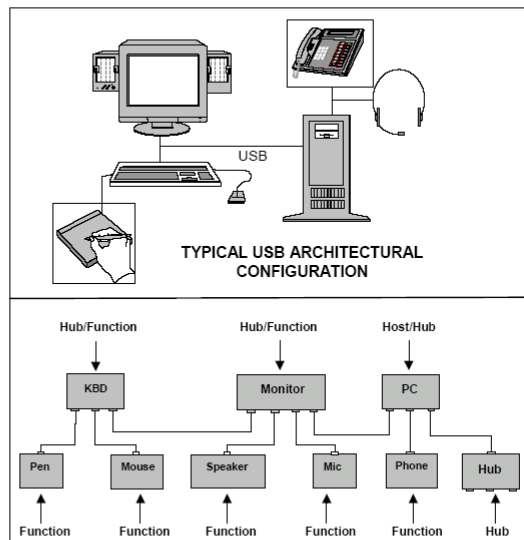 USB
TYPICAL USB ARCHITECTURAL
CONFIGURATION
Hub/Function Hub/Function Host/Hub
KBD Monitor PC
Pen Mouse Speaker Mic Phone Hub
Function Function Function Function Function Hub